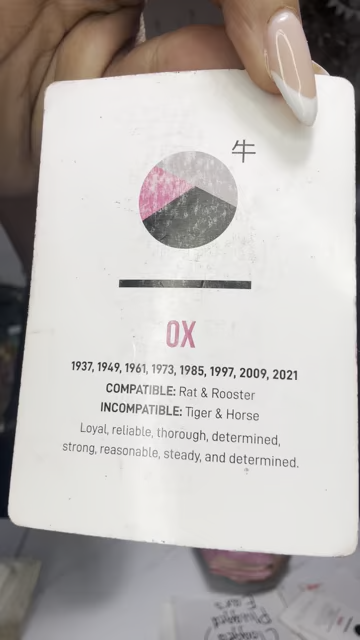 牛
OX
1937, 1949, 1961, 1973, 1985, 1997, 2009, 2021
COMPATIBLE: Rat & Rooster
INCOMPATIBLE: Tiger & Horse
Loyal, reliable, thorough, determined,
strong, reasonable, steady, and determined.